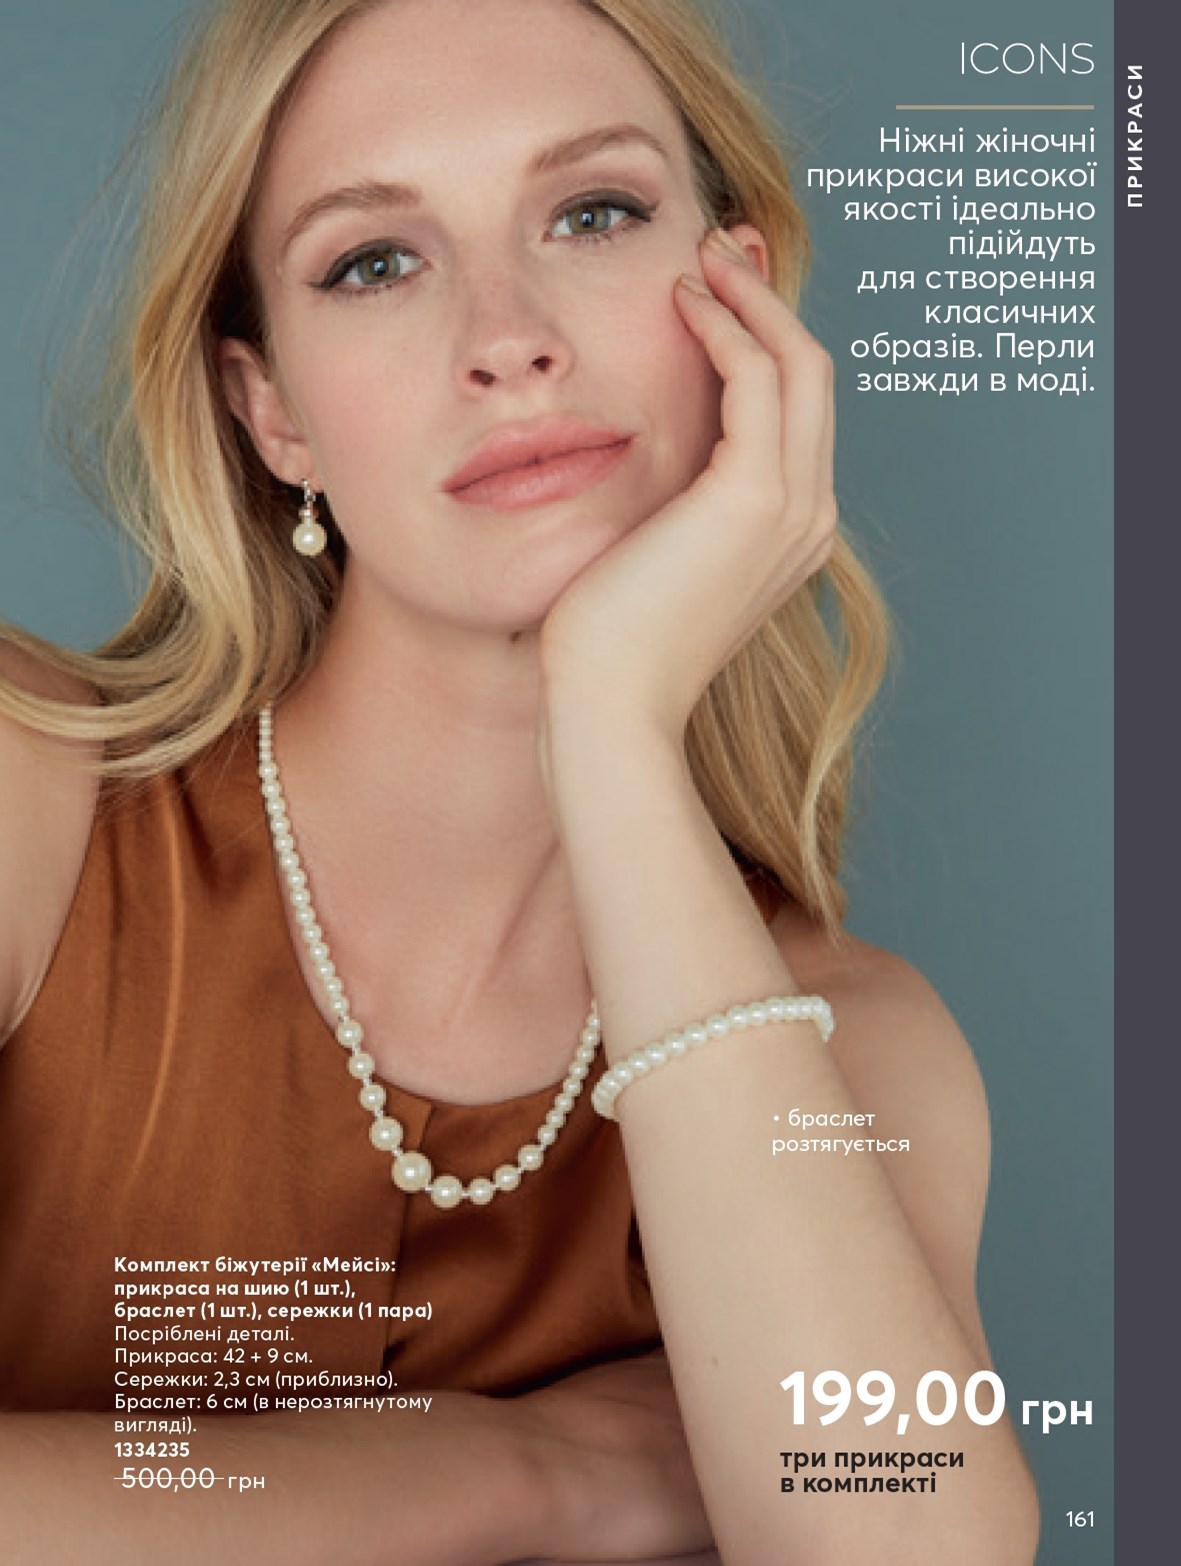 ICONS
ПРИКРАСИ
Ніжні жіночні
прикраси високої
якості ідеально
підійдуть
для створення
класичних
образів. Перли
завжди в моді.
• браслет
розтягується
Комплект біжутерії «Мейсі»:
прикраса на шию (1 шт.),
браслет (1 шт.), сережки (1 пара)
Посріблені деталі.
Прикраса: 42 + 9 см.
Сережки: 2,3 см (приблизно).
Браслет: 6 см (в нерозтягнутому
вигляді).
1334235
500,00 грн
199,00 грн
три прикраси
в комплекті
161